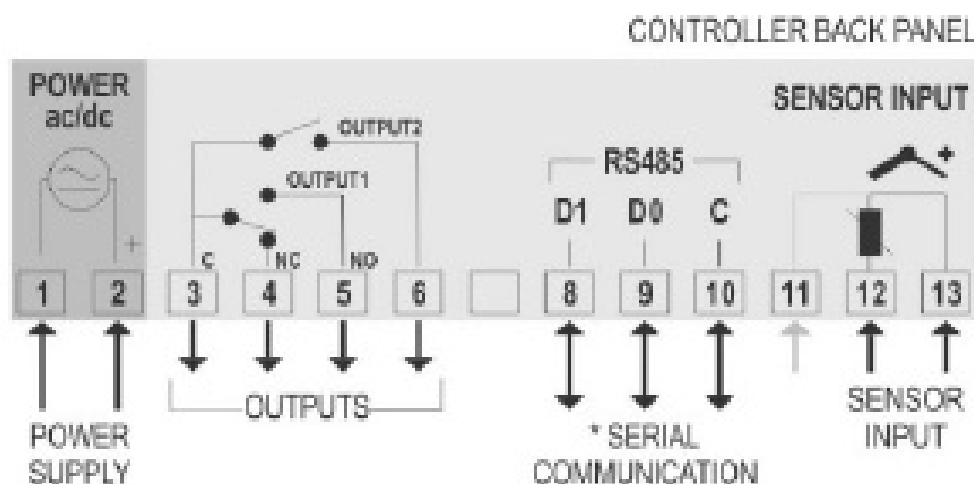 CONTROLLER BACK PANEL
POWER
ac/dc
SENSOR INPUT
OUTPUT2
OUTPUT1
RS485
D1 D0 C
+
+
C NC NO
1 2 3 4 5 6 8 9 10 11 12 13
OUTPUTS
POWER
SUPPLY
* SERIAL
COMMUNICATION
SENSOR
INPUT